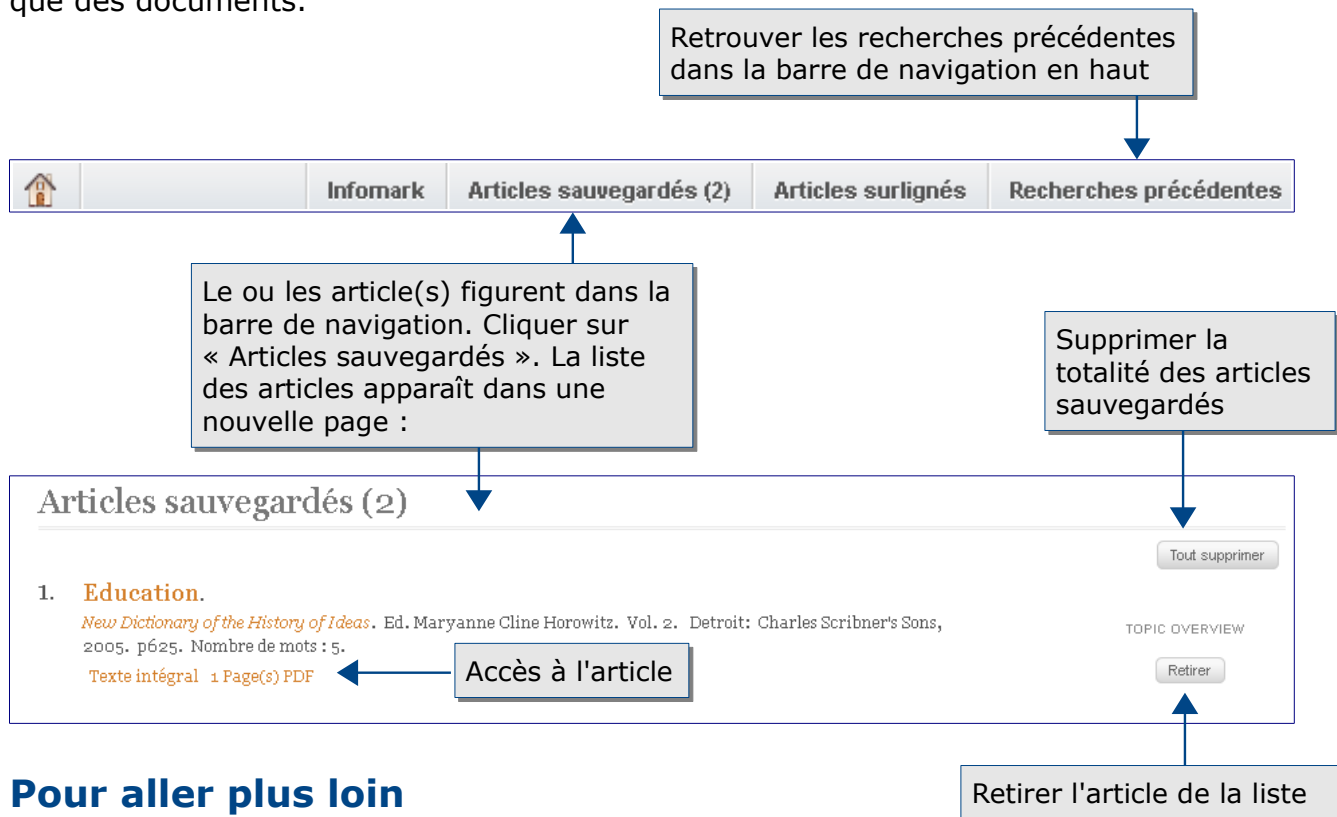 que des documents.
Retrouver les recherches précédentes
dans la barre de navigation en haut
Infomark Articles sauvegardés (2) Articles surlignés Recherches précédentes
Le ou les article(s) figurent dans la
barre de navigation. Cliquer sur
« Articles sauvegardés ». La liste
des articles apparaît dans une
nouvelle page :
Supprimer la
totalité des articles
sauvegardés
Articles sauvegardés (2)
Tout supprimer
1. Education.
New Dictionary of the History of Ideas. Ed. Maryanne Cline Horowitz. Vol. 2. Detroit: Charles Scribner's Sons,
2005. p625. Nombre de mots : 5.
TOPIC OVERVIEW
Texte intégral 1 Page(s) PDF
Accès à l'article
Retirer
Pour aller plus loin
Retirer l'article de la liste